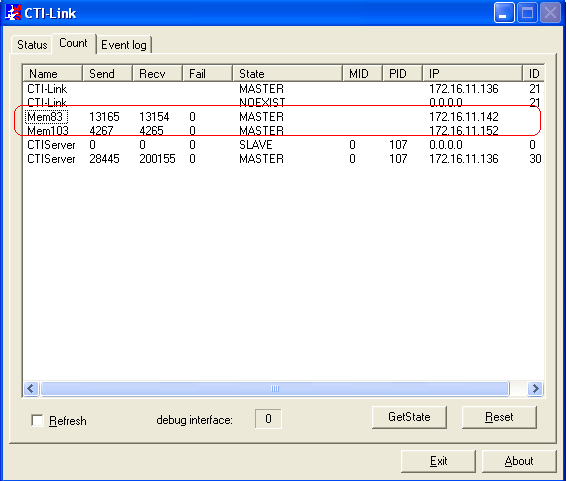 CTI-Link
Status Count Event log
Name Send Recv Fail State MID PID IP ID
CTI-Link MASTER 172.16.11.136 21
CTI-Link NOEXIST 0.0.0.0 21
Mem83 13165 13154 0 MASTER 172.16.11.142
Mem103 4267 4265 0 MASTER 172.16.11.152
CTIServer 0 0 0 SLAVE 0 107 0.0.0.0 0
CTIServer 28445 200155 0 MASTER 0 107 172.16.11.136 30
Refresh debug interface: 0 GetState Reset
Exit About